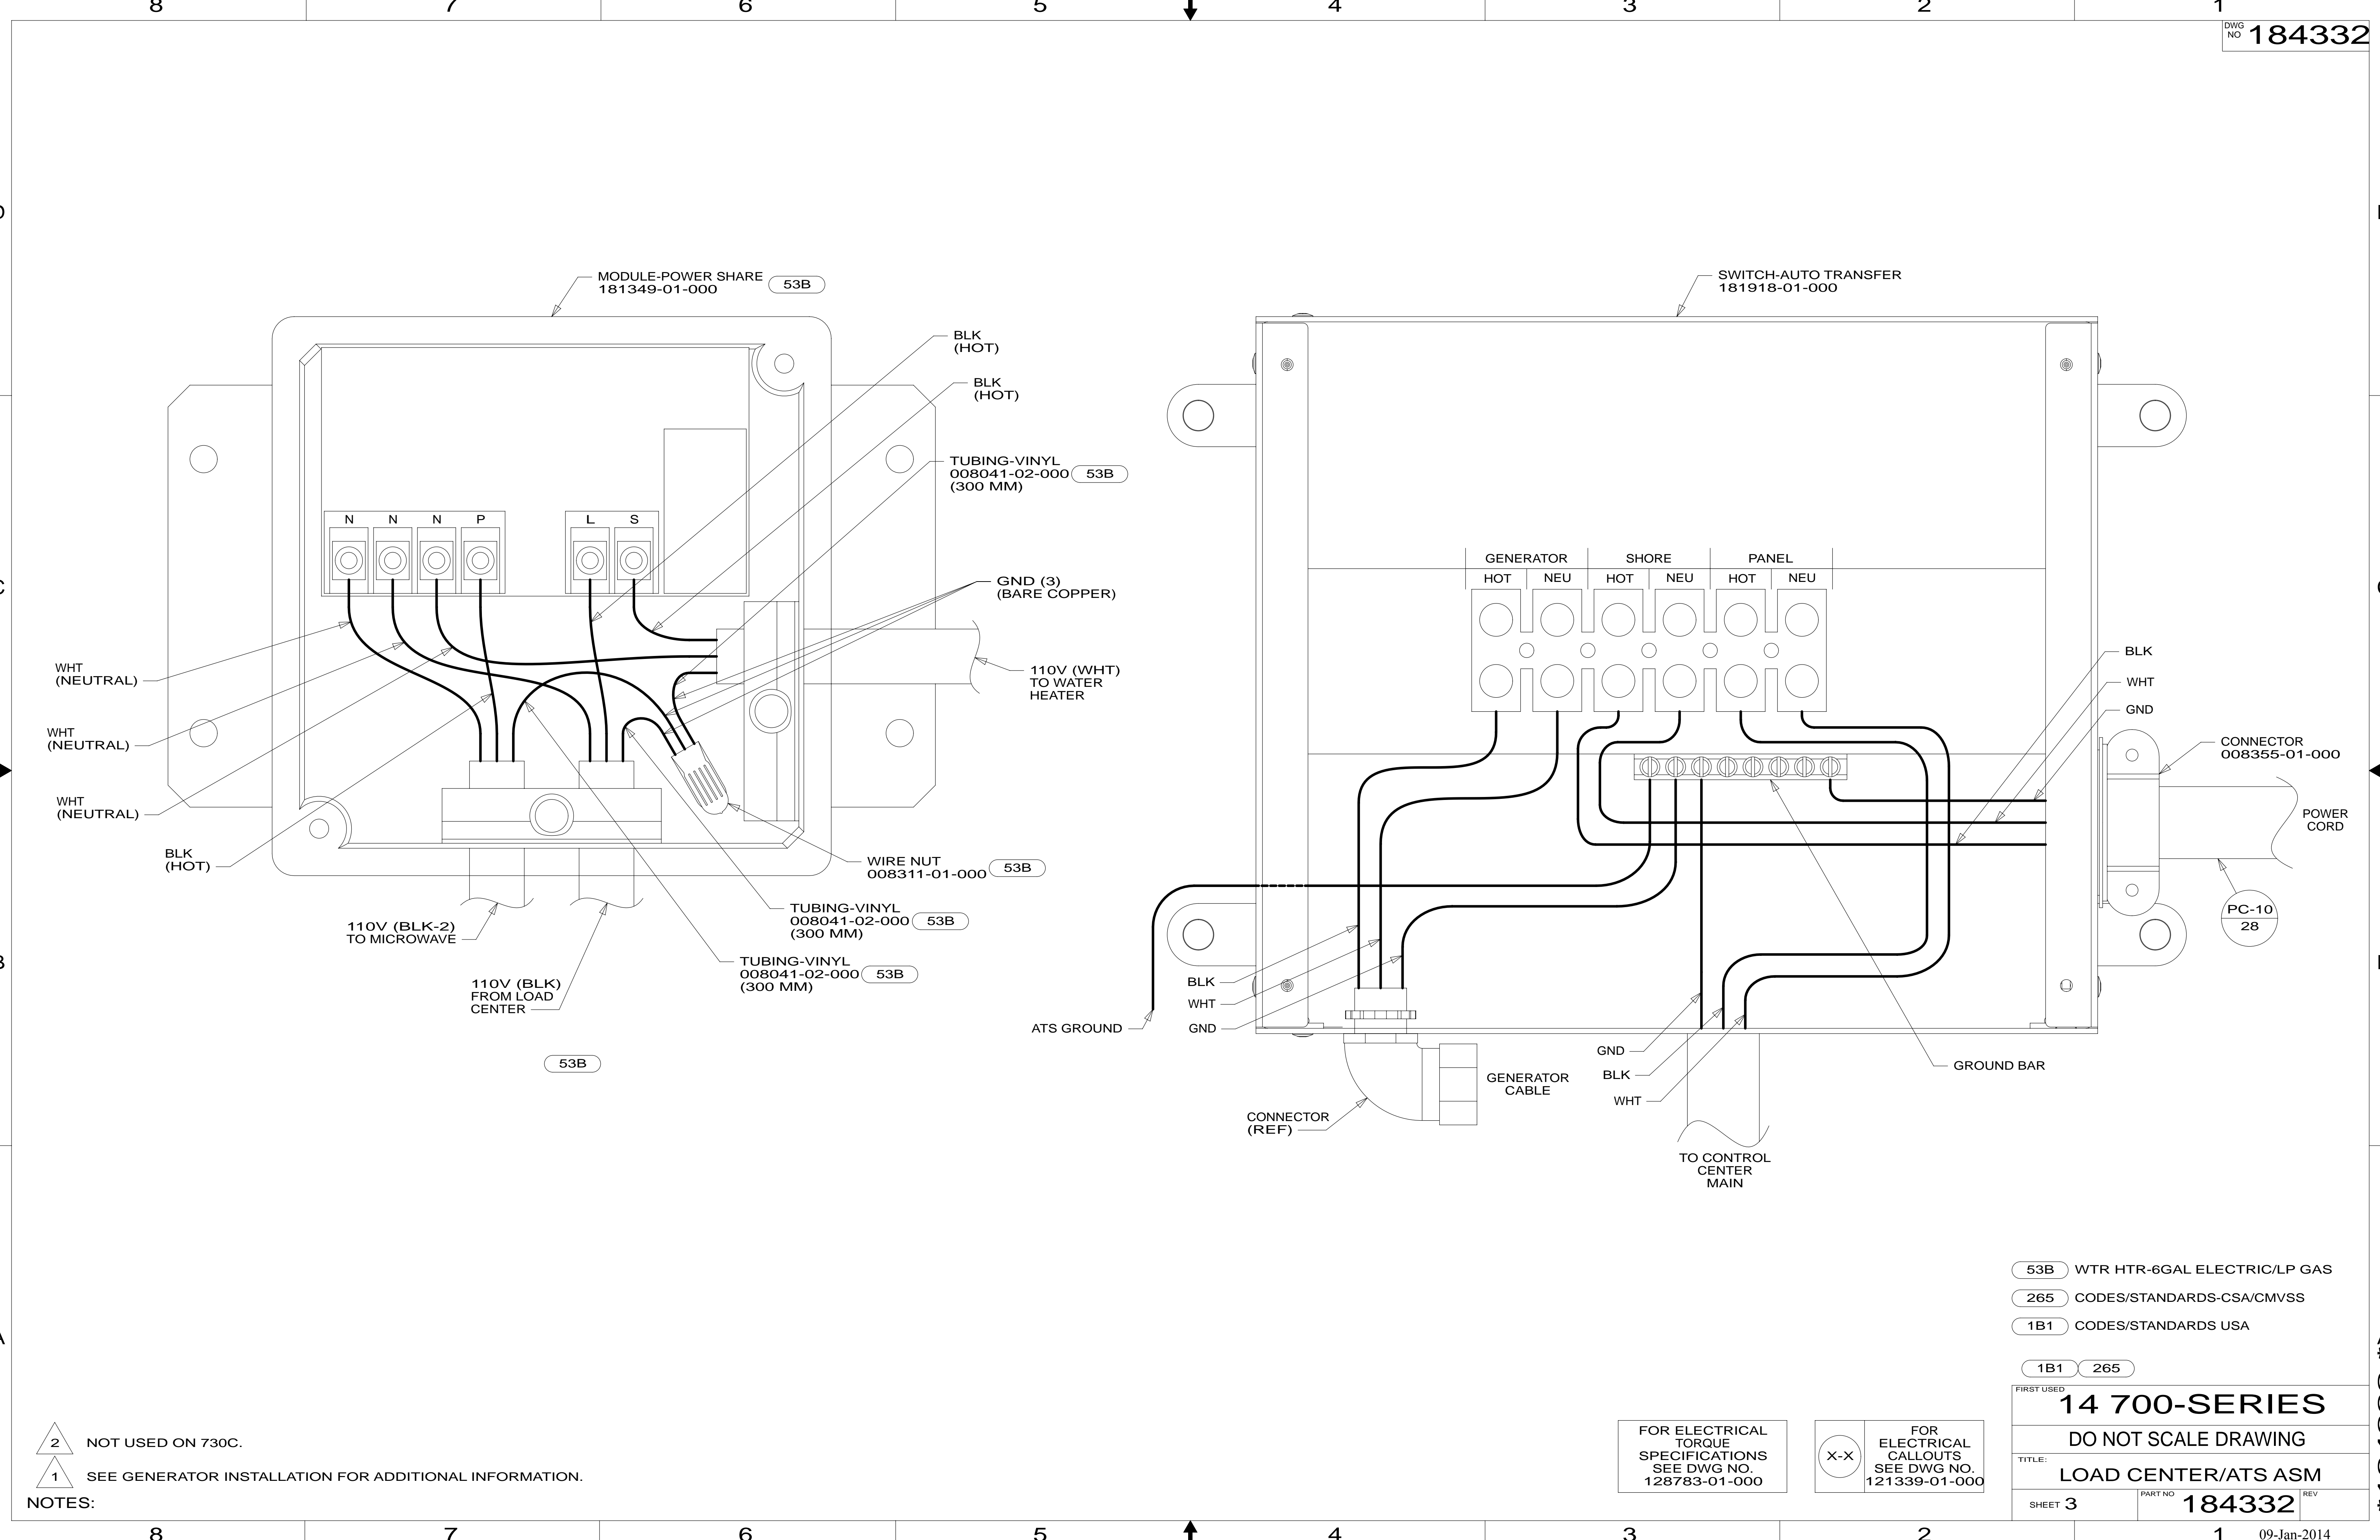 8 7 6 5 4 3 2 1
DWG
NO 184332
MODULE-POWER SHARE
181349-01-000 53B
BLK
(HOT)
BLK
(HOT)
TUBING-VINYL
008041-02-000 53B
(300 MM)
N N N P L S
GND (3)
(BARE COPPER)
WHT
(NEUTRAL)
110V (WHT)
TO WATER
HEATER
WHT
(NEUTRAL)
WHT
(NEUTRAL)
BLK
(HOT)
WIRE NUT
008311-01-000 53B
TUBING-VINYL
008041-02-000 53B
(300 MM)
110V (BLK-2)
TO MICROWAVE
TUBING-VINYL
008041-02-000 53B
(300 MM)
110V (BLK)
FROM LOAD
CENTER
53B
SWITCH-AUTO TRANSFER
181918-01-000
GENERATOR SHORE PANEL
HOT NEU HOT NEU HOT NEU
BLK
WHT
GND
CONNECTOR
008355-01-000
POWER
CORD
PC-10
28
BLK
WHT
ATS GROUND
GND
GND
BLK
WHT
GROUND BAR
GENERATOR
CABLE
CONNECTOR
(REF)
TO CONTROL
CENTER
MAIN
53B WTR HTR-6GAL ELECTRIC/LP GAS
265 CODES/STANDARDS-CSA/CMVSS
1B1 CODES/STANDARDS USA
1B1 265
FIRST USED
14 700-SERIES
DO NOT SCALE DRAWING
TITLE:
LOAD CENTER/ATS ASM
SHEET 3 PART NO 184332 REV
FOR ELECTRICAL
TORQUE
SPECIFICATIONS
SEE DWG NO.
128783-01-000
X-X
FOR
ELECTRICAL
CALLOUTS
SEE DWG NO.
121339-01-000
2 NOT USED ON 730C.
1 SEE GENERATOR INSTALLATION FOR ADDITIONAL INFORMATION.
NOTES:
8 7 6 5 4 3 2 1
09-Jan-2014